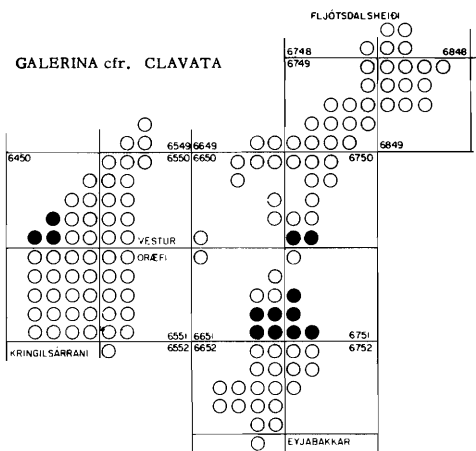 FLJÓTSDALSHEIÐI
GALERINA cfr. CLAVATA
6748 6848
6749
6849
6450 6549 6649 6750
6550 6650
VESTUR
ÖRÆFI
6551 6651 6751
KRINGILSÁRRANI 6552 6652 6752
EYJABAKKAR